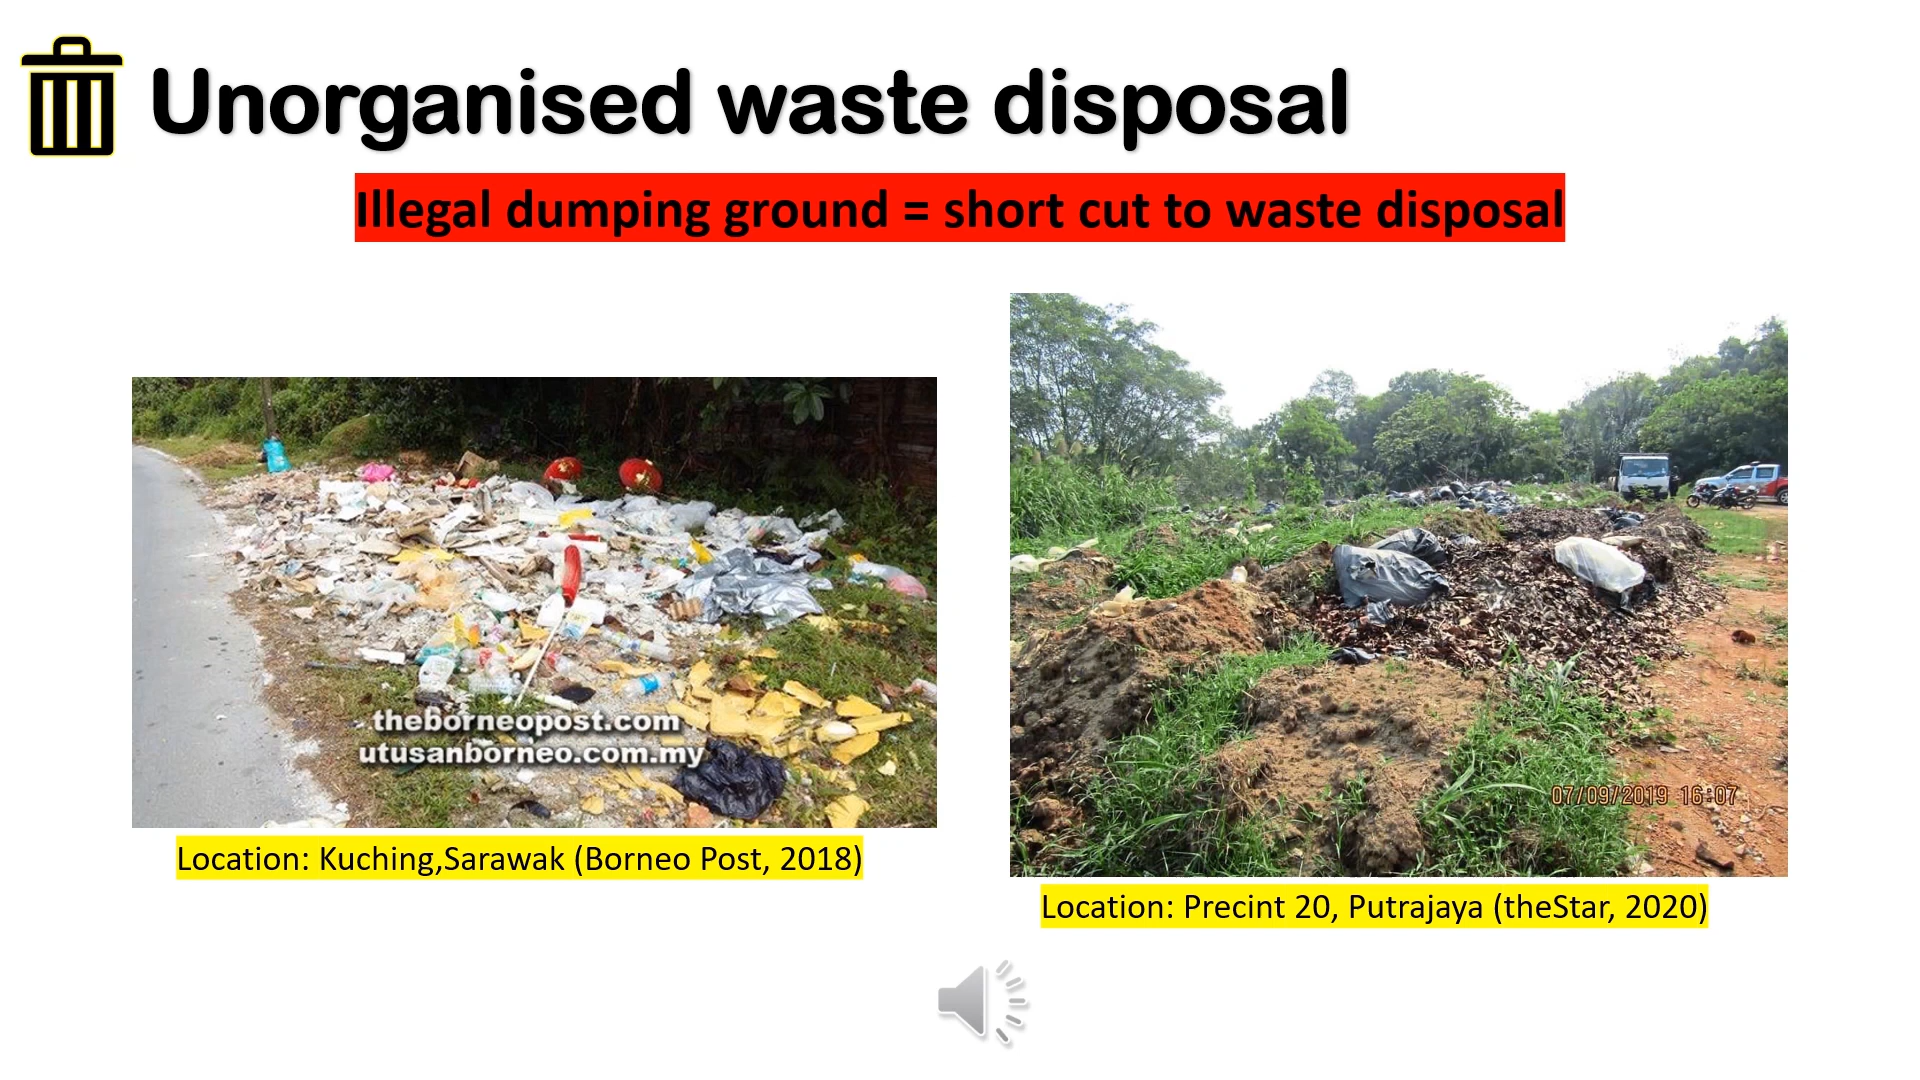 Unorganised waste disposal
Illegal dumping ground = short cut to waste disposal
theborneopost.com
utusanborneo.com.my
07/09/2019 16:07
Location: Kuching,Sarawak (Borneo Post, 2018)
Location: Precint 20, Putrajaya (theStar, 2020)